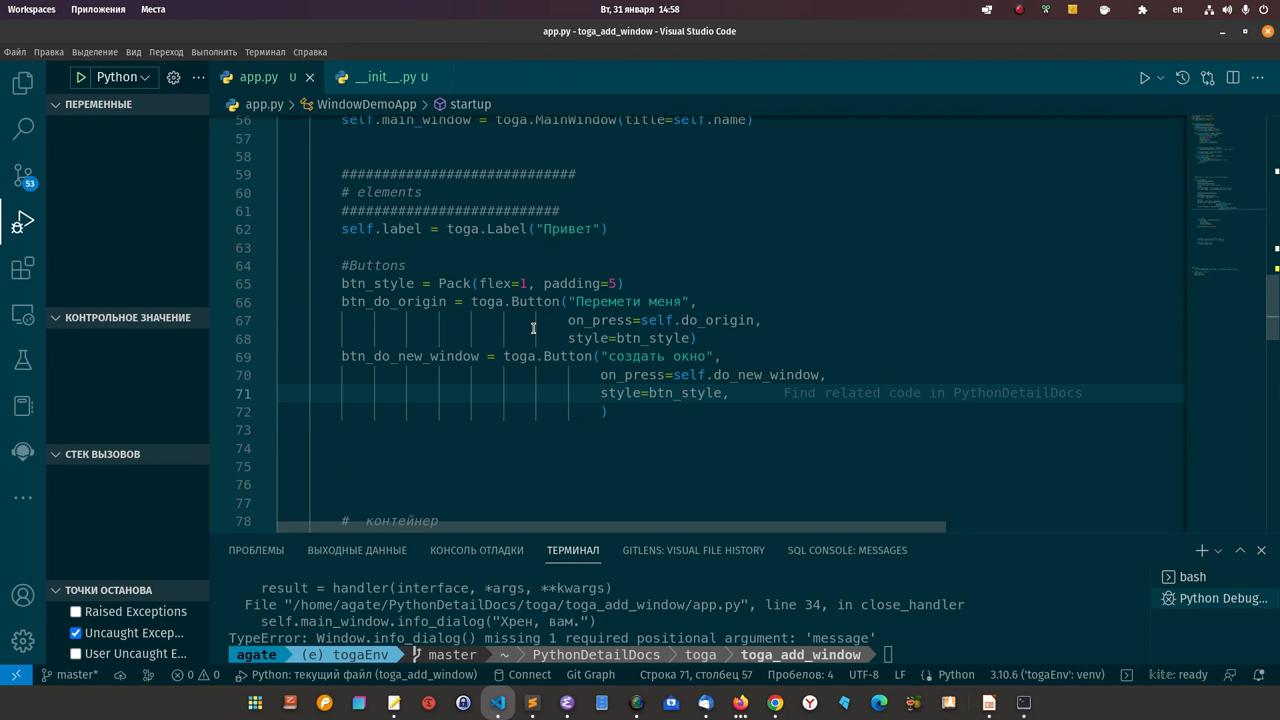 Workspaces Приложения Места Вт, 31 января 14:58 en
app.py - toga_add_window - Visual Studio Code
Файл Правка Выделение Вид Переход Выполнить Терминал Справка
Python app.py U __init__.py U
ПЕРЕМЕННЫЕ
app.py > WindowDemoApp > startup
56 self.main_window = toga.MainWindow(title=self.name)
57
58
59 #############################
60 # elements
61 ###########################
62 self.label = toga.Label("Привет")
63
64 #Buttons
65 btn_style = Pack(flex=1, padding=5)
66 btn_do_origin = toga.Button("Перемети меня",
67 on_press=self.do_origin,
68 style=btn_style)
69 btn_do_new_window = toga.Button("создать окно",
70 on_press=self.do_new_window,
71 style=btn_style, Find related code in PythonDetailDocs
72 )
73
74
75
76
77
78 # контейнер
53
КОНТРОЛЬНОЕ ЗНАЧЕНИЕ
СТЕК ВЫЗОВОВ
ТОЧКИ ОСТАНОВА
Raised Exceptions
Uncaught Excep...
User Uncaught E...
ПРОБЛЕМЫ ВЫХОДНЫЕ ДАННЫЕ КОНСОЛЬ ОТЛАДКИ ТЕРМИНАЛ GITLENS: VISUAL FILE HISTORY SQL CONSOLE: MESSAGES
result = handler(interface, *args, **kwargs)
File "/home/agate/PythonDetailDocs/toga/toga_add_window/app.py", line 34, in close_handler
self.main_window.info_dialog("Хрен, вам.")
TypeError: Window.info_dialog() missing 1 required positional argument: 'message'
agate (e) togaEnv master ~ PythonDetailDocs toga toga_add_window
bash
Python Debug...
master* 0 0 Python: текущий файл (toga_add_window) Connect Git Graph Строка 71, столбец 57 Пробелов: 4 UTF-8 LF Python 3.10.6 ('togaEnv': venv) kite: ready